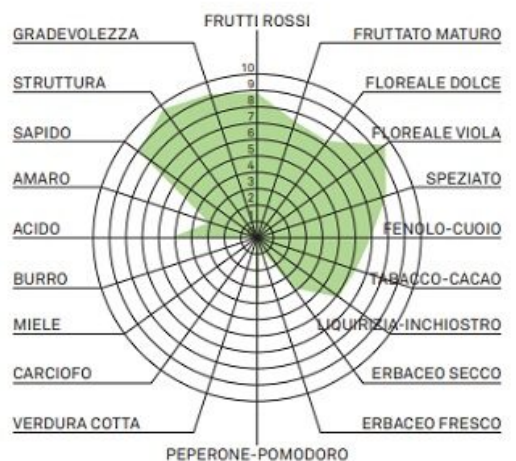 FRUTTI ROSSI
GRADEVOLEZZA
FRUTTATO MATURO
STRUTTURA
FLOREALE DOLCE
SAPIDO
FLOREALE VIOLA
AMARO
SPEZIATO
ACIDO
FENOLO-CUOIO
BURRO
TABACCO-CACAO
MIELE
LIQUIRIZIA-INCHIOSTRO
CARCIOFO
ERBACEO SECCO
VERDURA COTTA
ERBACEO FRESCO
PEPERONE-POMODORO
10
9
8
7
6
5
4
3
2
1